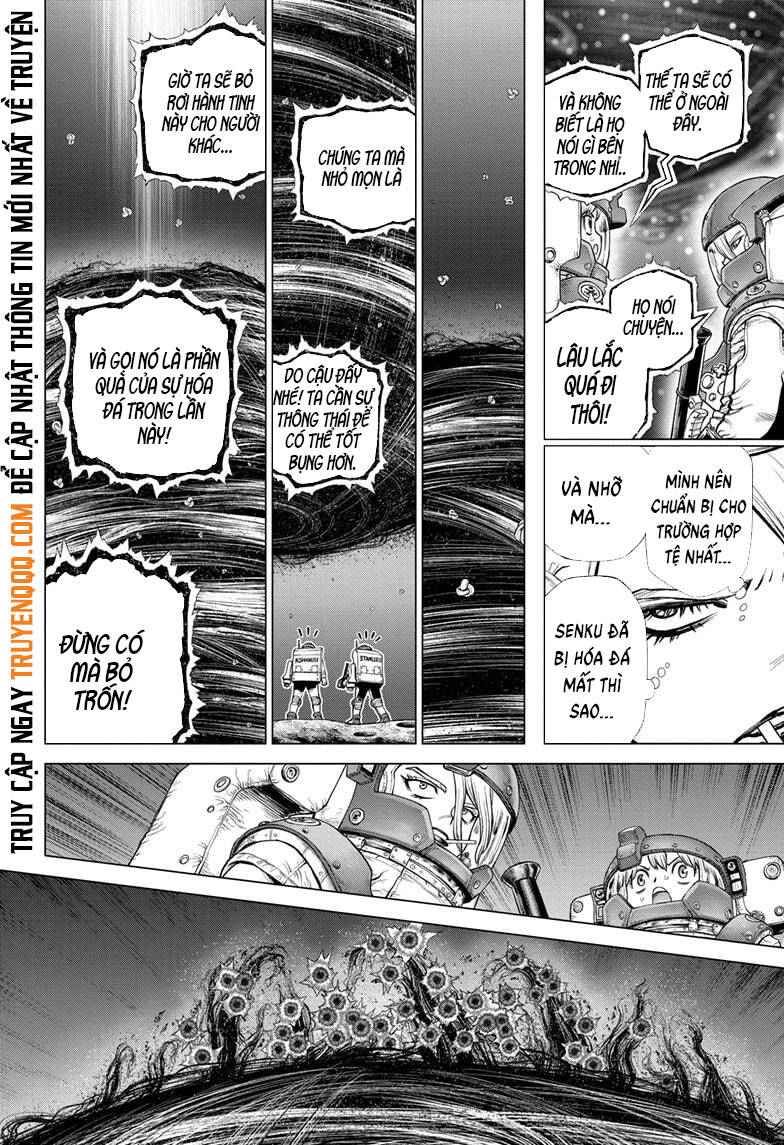 THẾ TA SẼ CÓ
THỂ Ở NGOÀI
ĐÂY.
VÀ KHÔNG
BIẾT LÀ HỌ
NÓI GÌ BÊN
TRONG NHỈ..
HỌ NÓI
CHUYỆN...
LÂU LẮC
QUÁ ĐI
THÔI!
MÌNH NÊN
CHUẨN BỊ CHO
TRƯỜNG HỢP
TỆ NHẤT...
VÀ NHỠ
MÀ...
SENKU ĐÃ
BỊ HÓA ĐÁ
MẤT THÌ
SAO...
CHÚNG TA MÀ
NHỎ MỌN LÀ
DO CẬU ĐẤY
NHÉ! TA CẦN SỰ
THÔNG THÁI ĐỂ
CÓ THỂ TỐT
BỤNG HƠN.
KOHAKU
STANLEY
GIỜ TA SẼ BỎ
RƠI HÀNH TINH
NÀY CHO NGƯỜI
KHÁC...
VÀ GỌI NÓ LÀ PHẦN
QUÀ CỦA SỰ HÓA
ĐÁ TRONG LẦN
NÀY!
ĐỪNG CÓ
MÀ BỎ
TRỐN!
TRUY CẬP NGAY TRUYENQQQ.COM ĐỂ CẬP NHẬT THÔNG TIN MỚI NHẤT VỀ TRUYỆN